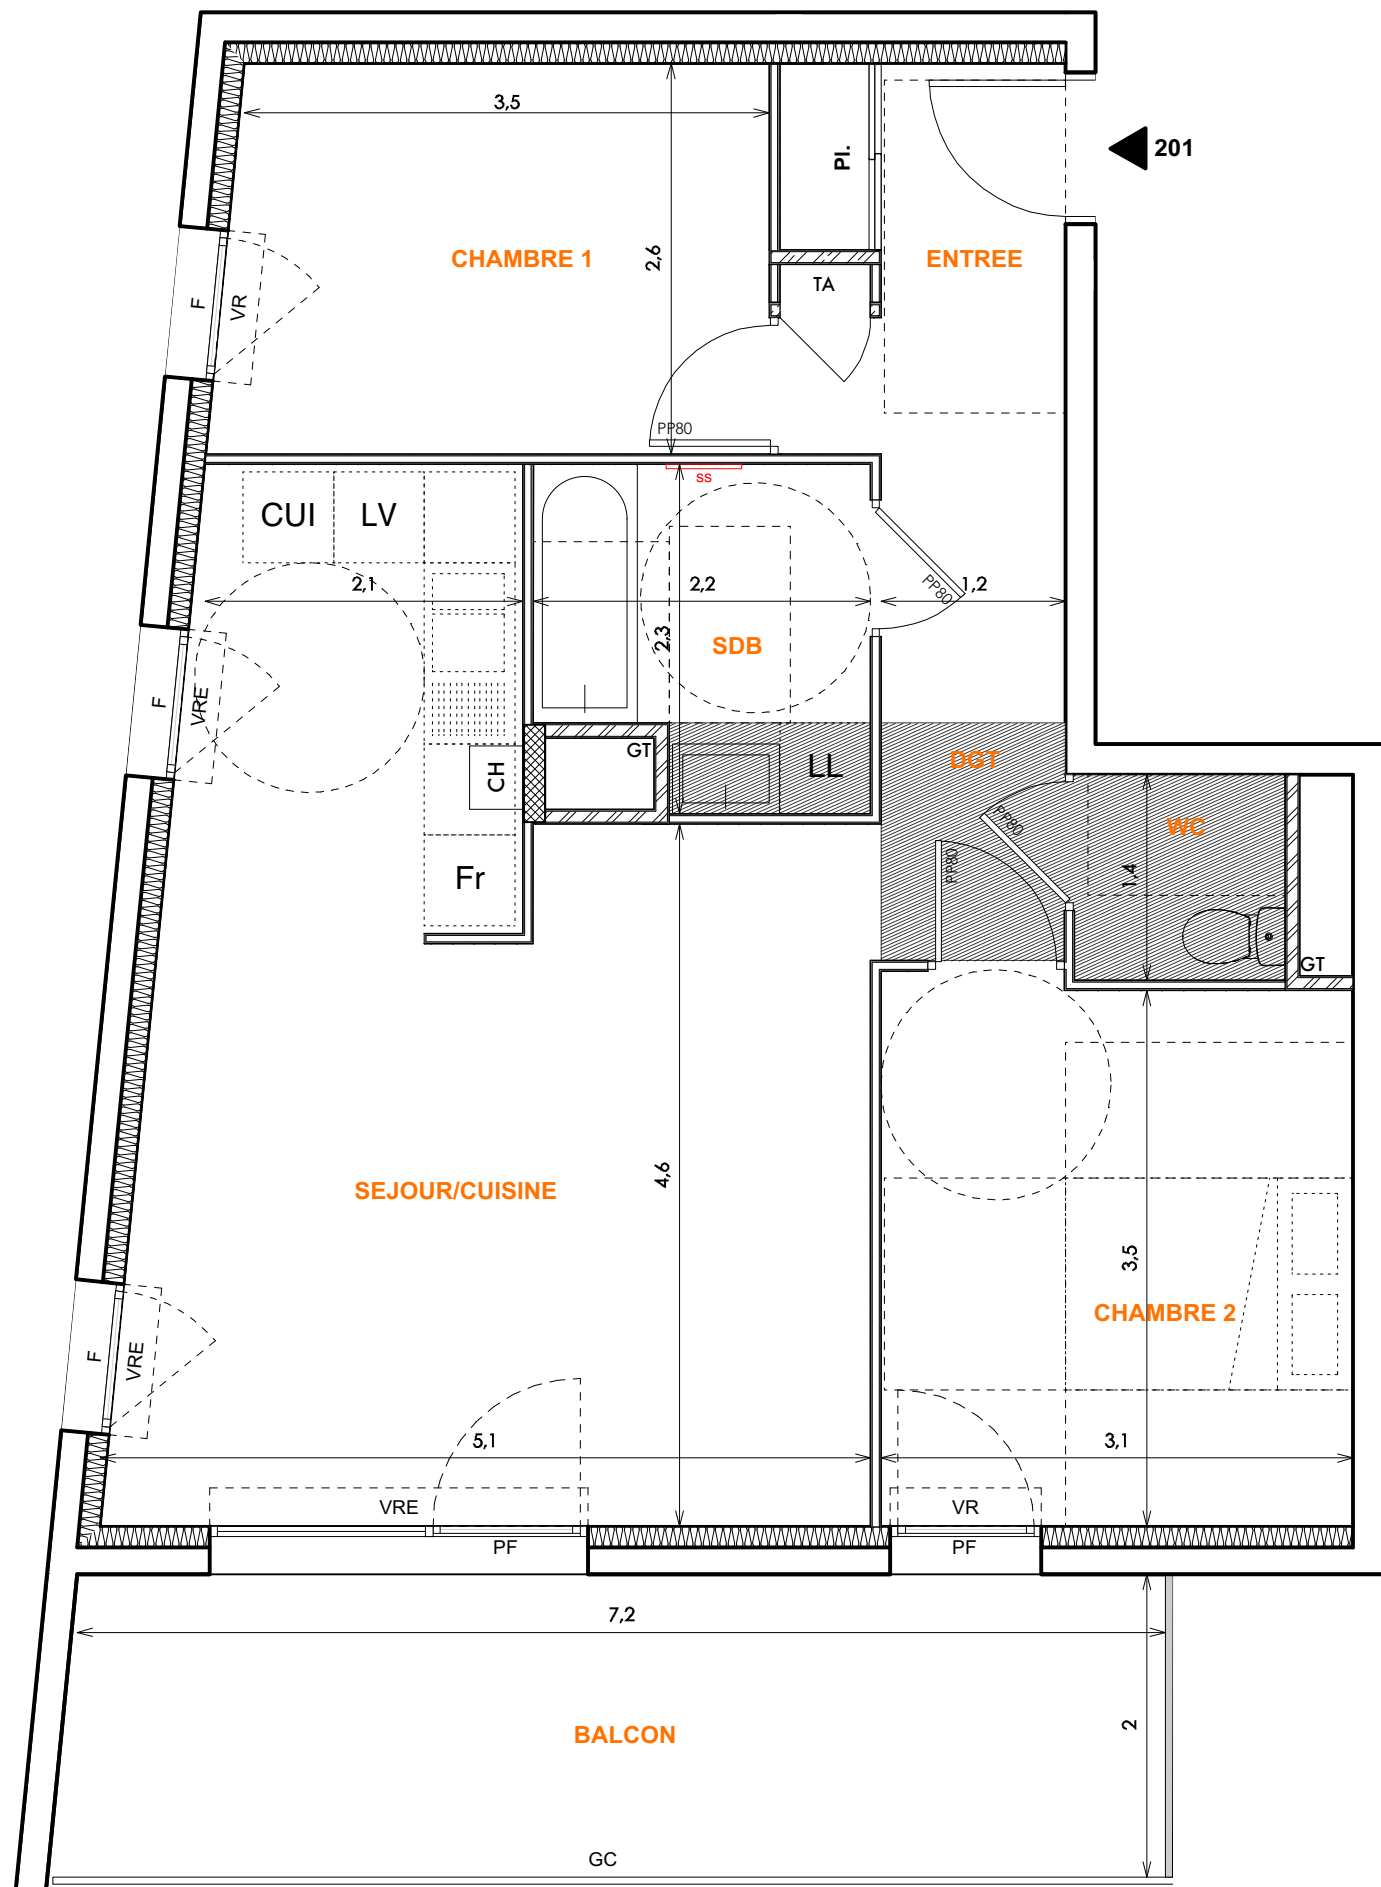 3,5
Pl.
201
CHAMBRE 1
2,6
ENTREE
TA
F
VR
PP80
ss
CUI
LV
2,1
2,2
PP80
1,2
2,3
SDB
F
VRE
GT
CH
LL
DGT
PP80
WC
PP80
1,4
Fr
GT
4,6
SEJOUR/CUISINE
3,5
CHAMBRE 2
F
VRE
5,1
3,1
VRE
VR
PF
PF
7,2
2
BALCON
GC